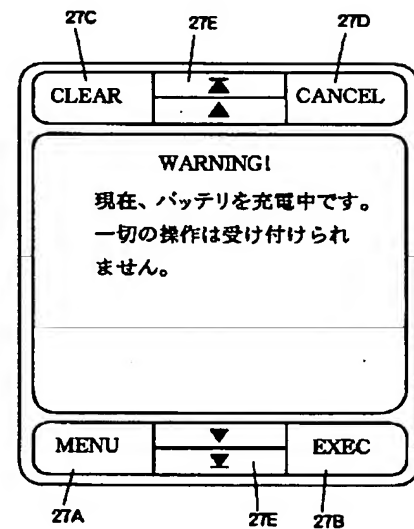 27C 27E 27D
CLEAR CANCEL
WARNING!
現在、バッテリを充電中です。
一切の操作は受け付けられ
ません。
MENU EXEC
27A 27E 27B